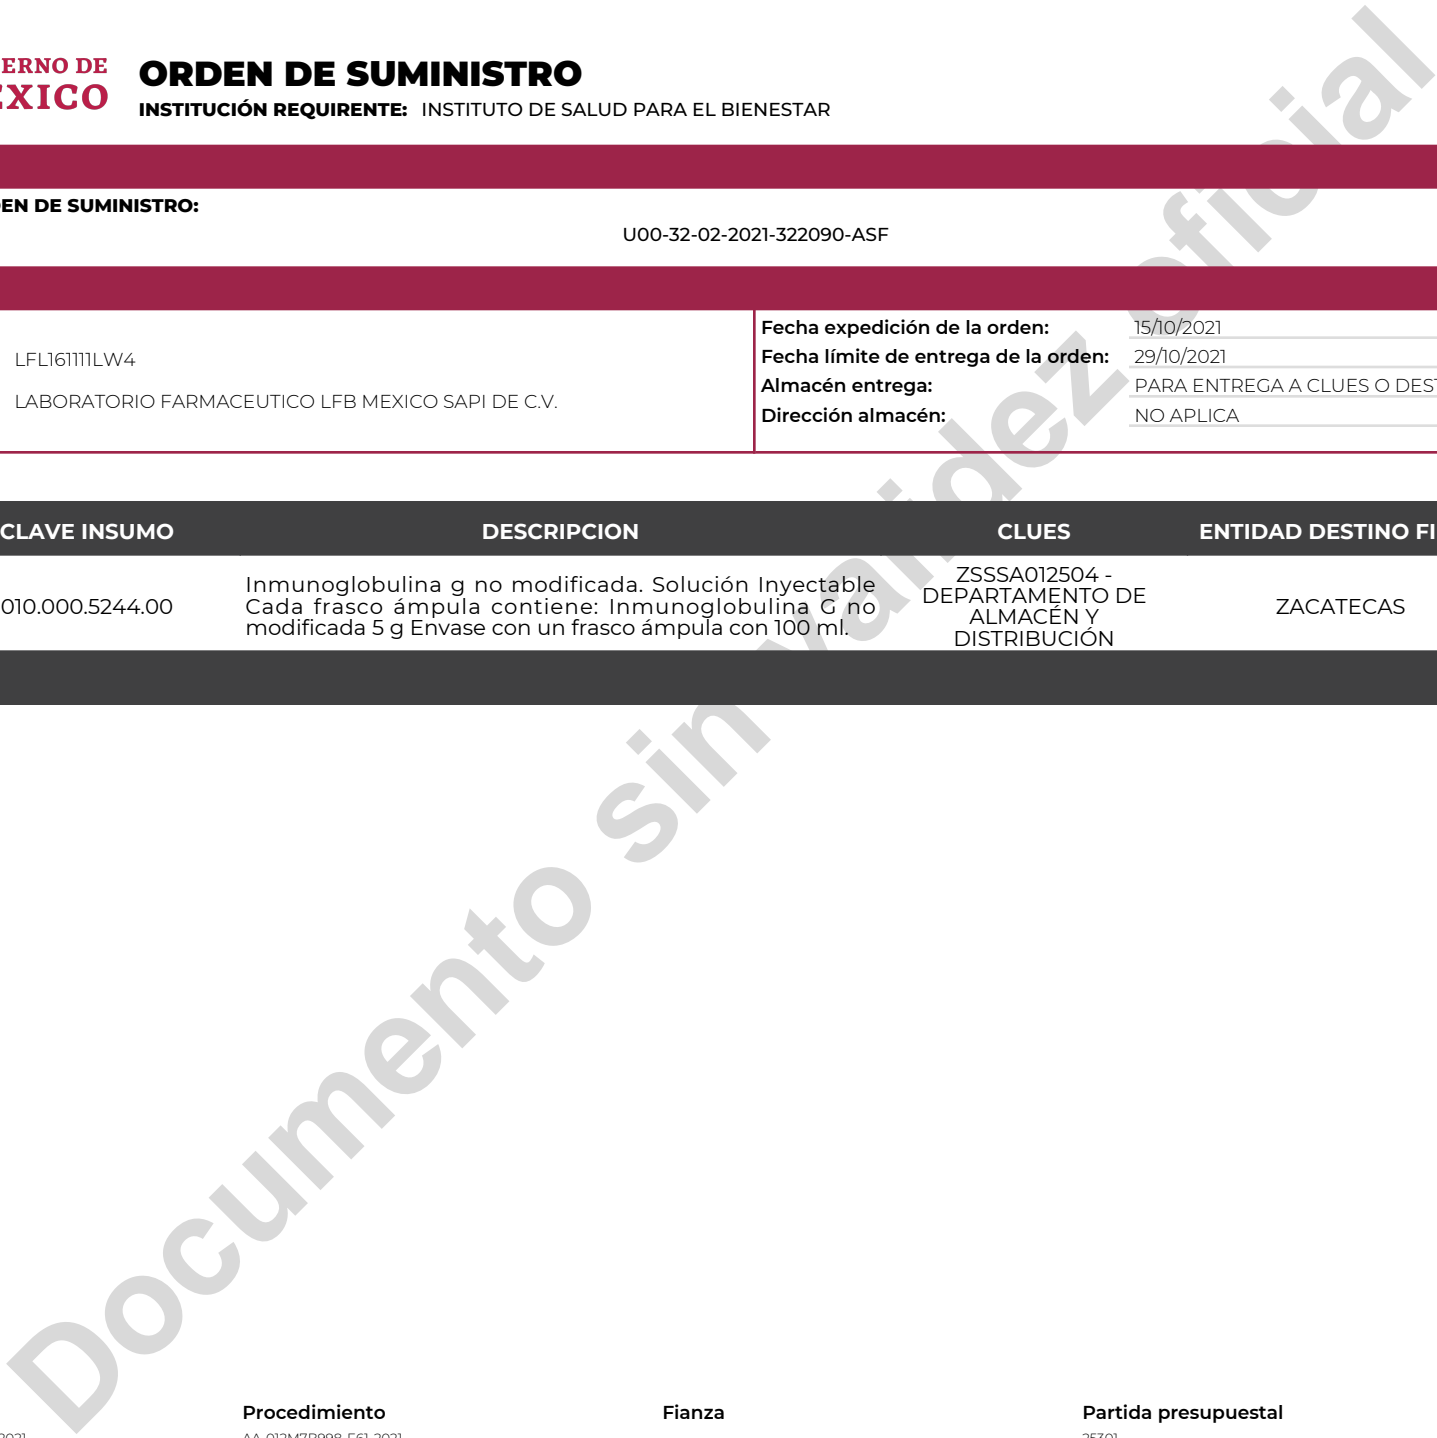 ERNO DE
EXICO
ORDEN DE SUMINISTRO
INSTITUCIÓN REQUIRENTE: INSTITUTO DE SALUD PARA EL BIENESTAR
EN DE SUMINISTRO:
U00-32-02-2021-322090-ASF
LFL161111LW4
LABORATORIO FARMACEUTICO LFB MEXICO SAPI DE C.V.
Fecha expedición de la orden: 15/10/2021
Fecha límite de entrega de la orden: 29/10/2021
Almacén entrega: PARA ENTREGA A CLUES O DEST
Dirección almacén: NO APLICA
CLAVE INSUMO DESCRIPCION CLUES ENTIDAD DESTINO FI
010.000.5244.00
Inmunoglobulina g no modificada. Solución Inyectable
Cada frasco ámpula contiene: Inmunoglobulina G no
modificada 5 g Envase con un frasco ámpula con 100 ml.
ZSSSA012504 -
DEPARTAMENTO DE
ALMACÉN Y
DISTRIBUCIÓN
ZACATECAS
Documento sin validez oficial
Procedimiento Fianza Partida presupuestal